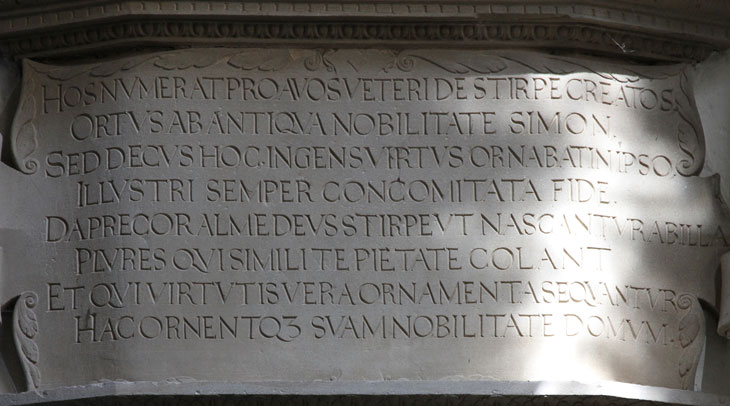 HOS NVMERAT PROAVOS VETERI DE STIRPE CREATOS
ORTVS AB ANTIQVA NOBILITATE SIMON.
SED DECVS HOC INGENS VIRTVS ORNABAT IN IPSO.
ILLVSTRI SEMPER CONCOMITATA FIDE.
DA PRECOR ALME DEVS STIRPE VT NASCANTVR AB ILLA
PLVRES QVI SIMILI TE PIETATE COLANT
ET QVI VIRTVTIS VERA ORNAMENTA SEQVANTVR
HAC ORNENTQ3 SVAM NOBILITATE DOMVM.